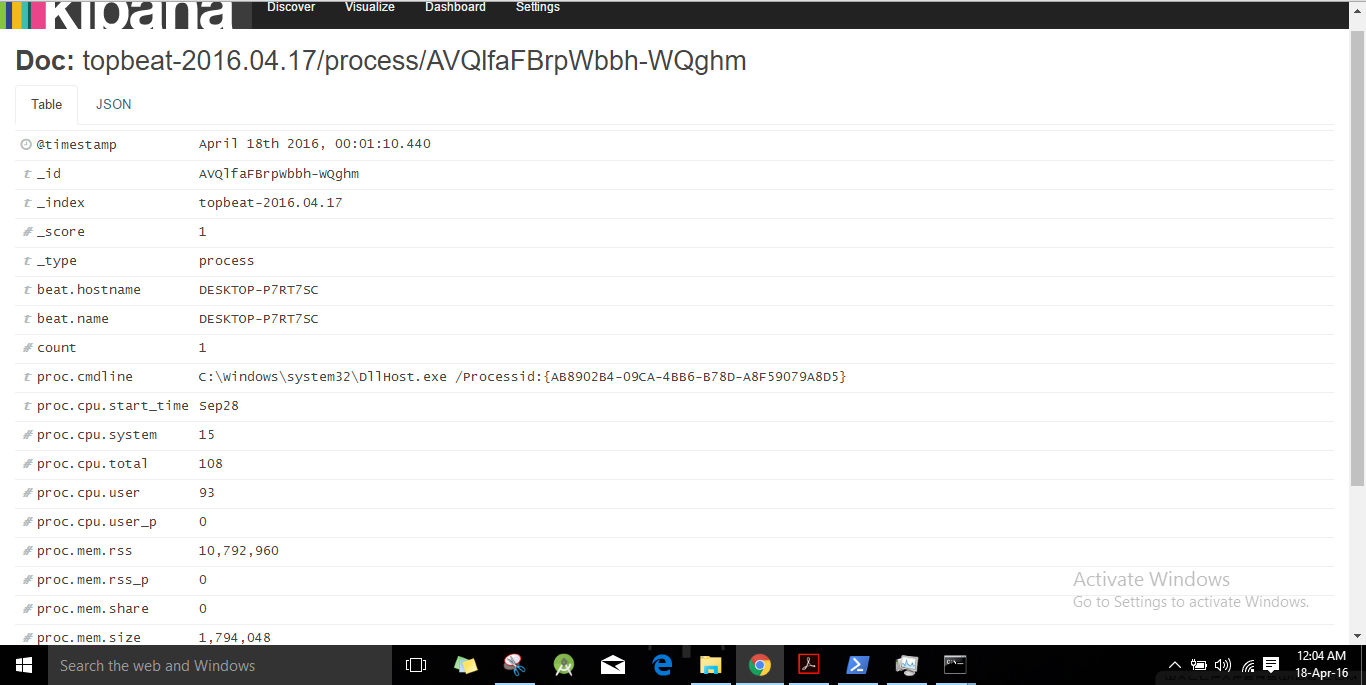 kibana Discover Visualize Dashboard Settings
Doc: topbeat-2016.04.17/process/AVQlfaFBrpWbbh-WQghm
Table JSON
@timestamp April 18th 2016, 00:01:10.440
t _id AVQlfaFBrpWbbh-WQghm
t _index topbeat-2016.04.17
# _score 1
t _type process
t beat.hostname DESKTOP-P7RT7SC
t beat.name DESKTOP-P7RT7SC
# count 1
t proc.cmdline C:\Windows\system32\DllHost.exe /Processid:{AB8902B4-09CA-4BB6-B78D-A8F59079A8D5}
t proc.cpu.start_time Sep28
# proc.cpu.system 15
# proc.cpu.total 108
# proc.cpu.user 93
# proc.cpu.user_p 0
# proc.mem.rss 10,792,960
# proc.mem.rss_p 0
# proc.mem.share 0
# proc.mem.size 1,794,048
Activate Windows
Go to Settings to activate Windows.
Search the web and Windows
12:04 AM
18-Apr-16